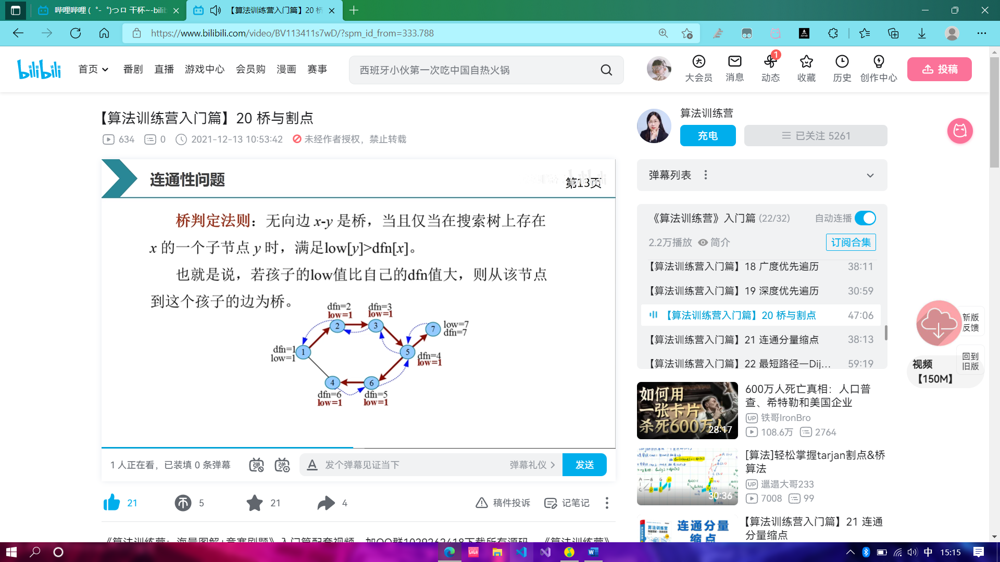 哔哩哔哩 (゜-゜)つロ 干杯~-bilib
【算法训练营入门篇】20 桥
https://www.bilibili.com/video/BV113411s7wD/?spm_id_from=333.788
bilibili
首页
番剧
直播
游戏中心
会员购
漫画
赛事
西班牙小伙第一次吃中国自热火锅
大会员
消息
1
动态
收藏
历史
创作中心
投稿
【算法训练营入门篇】20 桥与割点
634
0
2021-12-13 10:53:42
未经作者授权，禁止转载
算法训练营
充电
已关注 5261
连通性问题
bilibili
第13页
桥判定法则：无向边 x-y 是桥，当且仅当在搜索树上存在
x 的一个子节点 y 时，满足low[y]>dfn[x]。
也就是说，若孩子的low值比自己的dfn值大，则从该节点
到这个孩子的边为桥。
dfn=2
low=1
dfn=3
low=1
2
3
7
low=7
dfn=7
dfn=1
low=1
1
5
dfn=4
low=1
4
6
dfn=6
low=1
dfn=5
low=1
1 人正在看，已装填 0 条弹幕
弹
弹
A
发个弹幕见证当下
弹幕礼仪
发送
21
5
21
4
稿件投诉
记笔记
《算法训练营：海量图解+竞赛刷题》入门篇配套视频，加QQ群1029262418下载所有源码。《算法训练营》
弹幕列表
《算法训练营》入门篇 (22/32)
自动连播
2.2万播放
简介
订阅合集
【算法训练营入门篇】18 广度优先遍历
38:11
【算法训练营入门篇】19 深度优先遍历
30:59
【算法训练营入门篇】20 桥与割点
47:06
【算法训练营入门篇】21 连通分量缩点
38:13
【算法训练营入门篇】22 最短路径—Dij...
59:19
新版
反馈
回到
旧版
视频
【150M】
如何用
一张卡片
杀死600万人
28:17
600万人死亡真相：人口普
查、希特勒和美国企业
UP 铁哥IronBro
108.6万
2764
30:36
[算法]轻松掌握tarjan割点&桥
算法
UP 邋遢大哥233
7008
99
算法训练营
连通分量
缩点
【算法训练营入门篇】21 连通
分量缩点
中
15:15